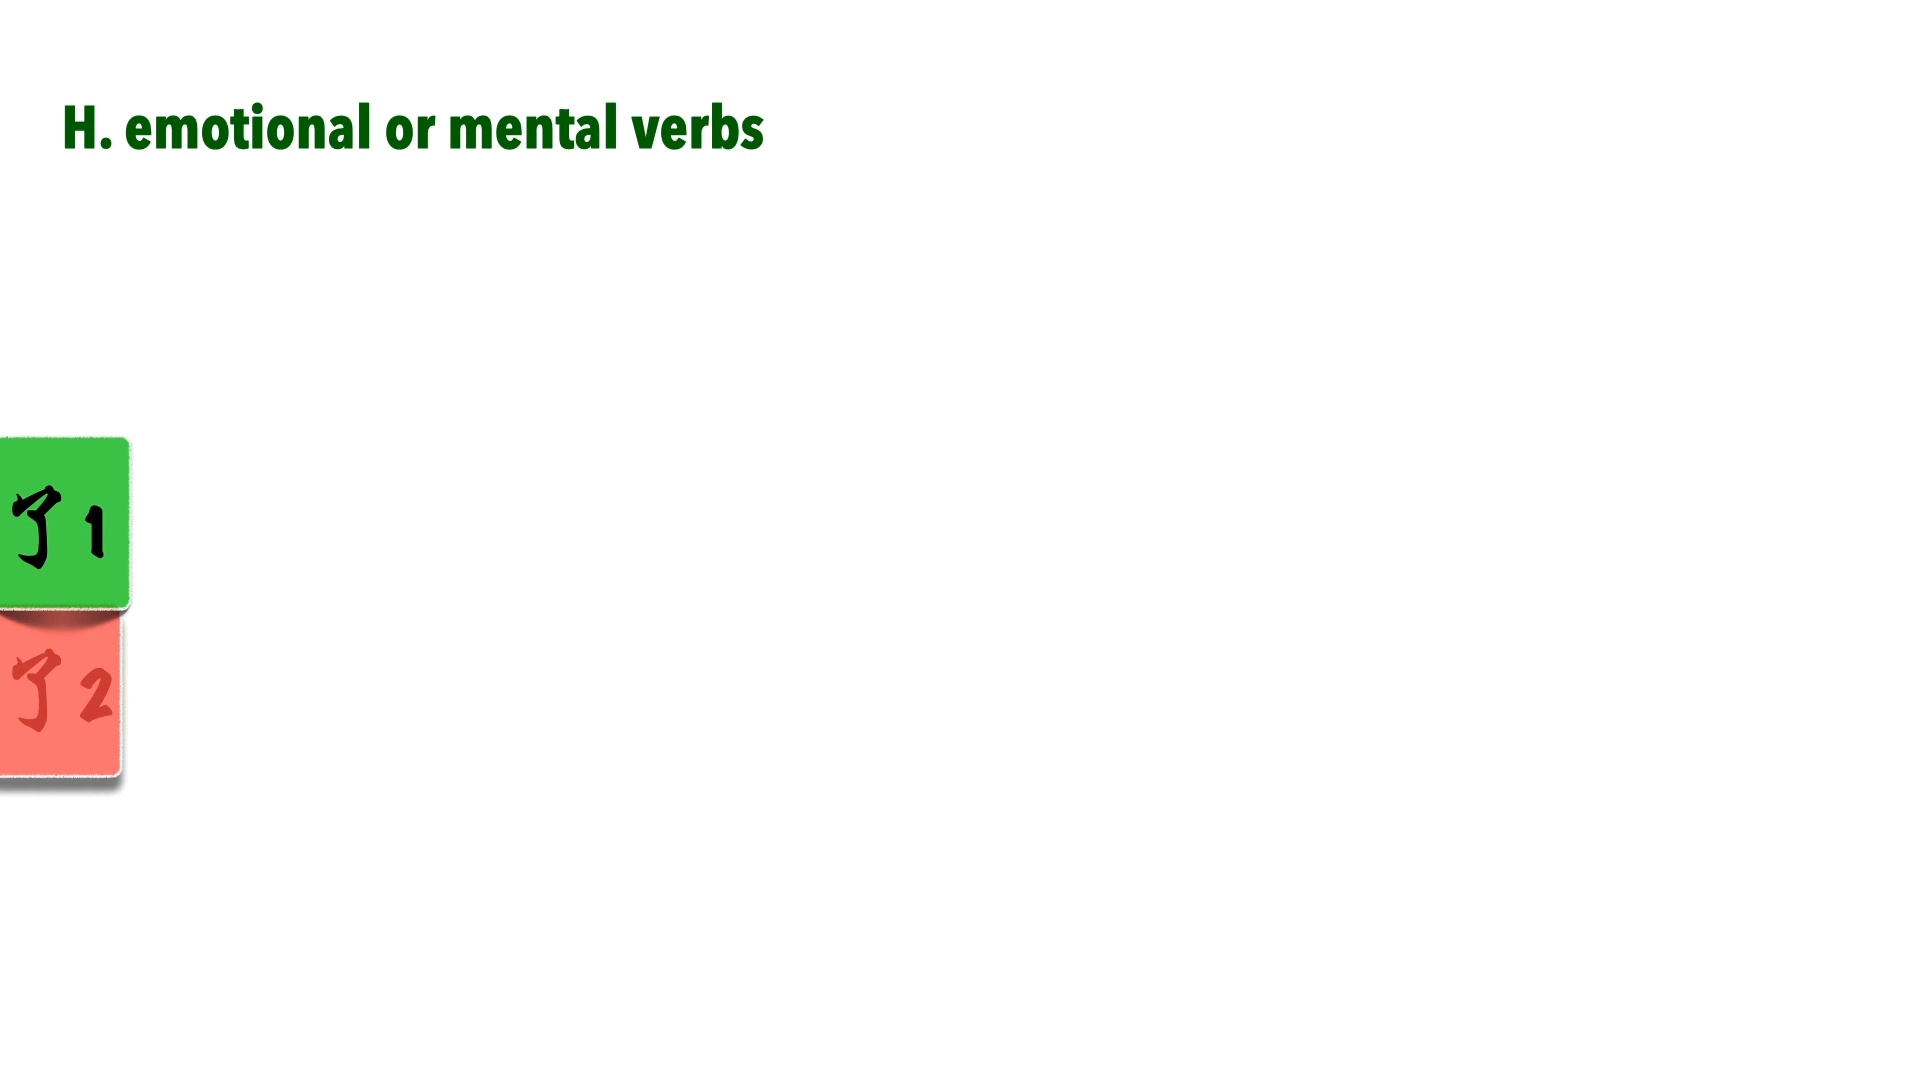 H. emotional or mental verbs
了1
了2